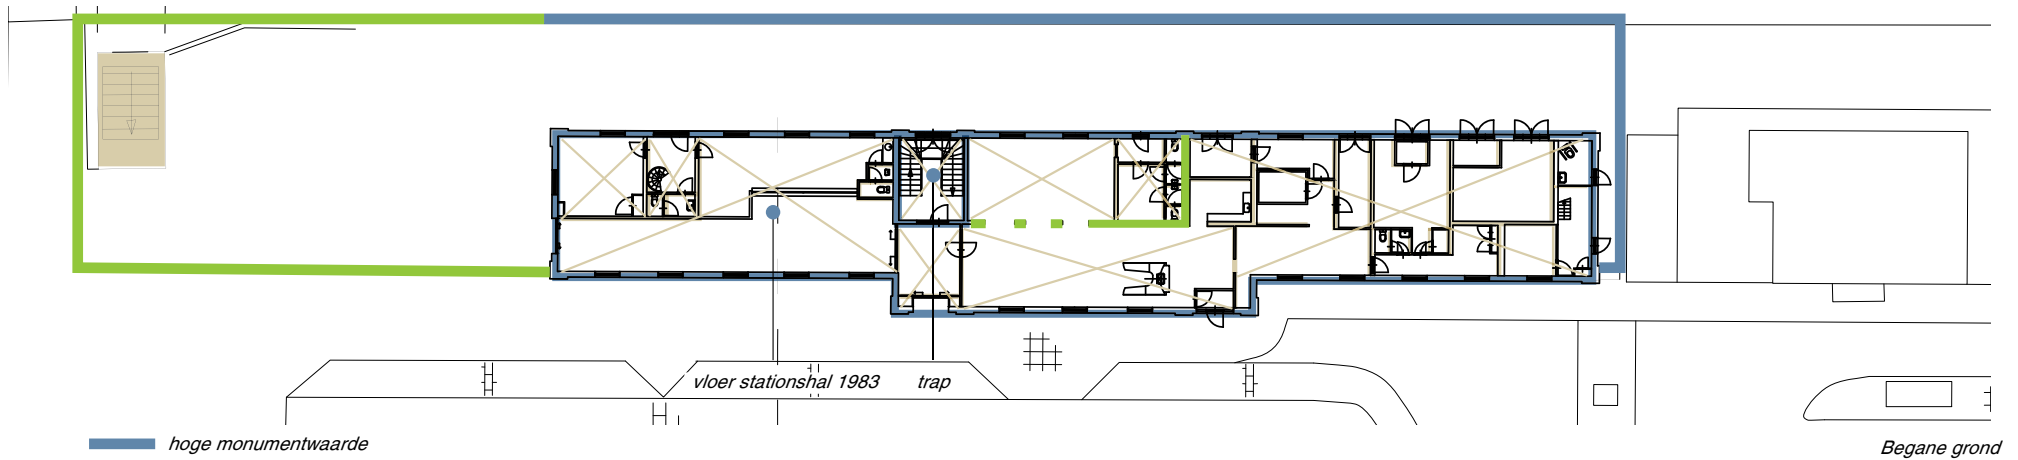 vloer stationshal 1983 trap
hoge monumentwaarde
Begane grond